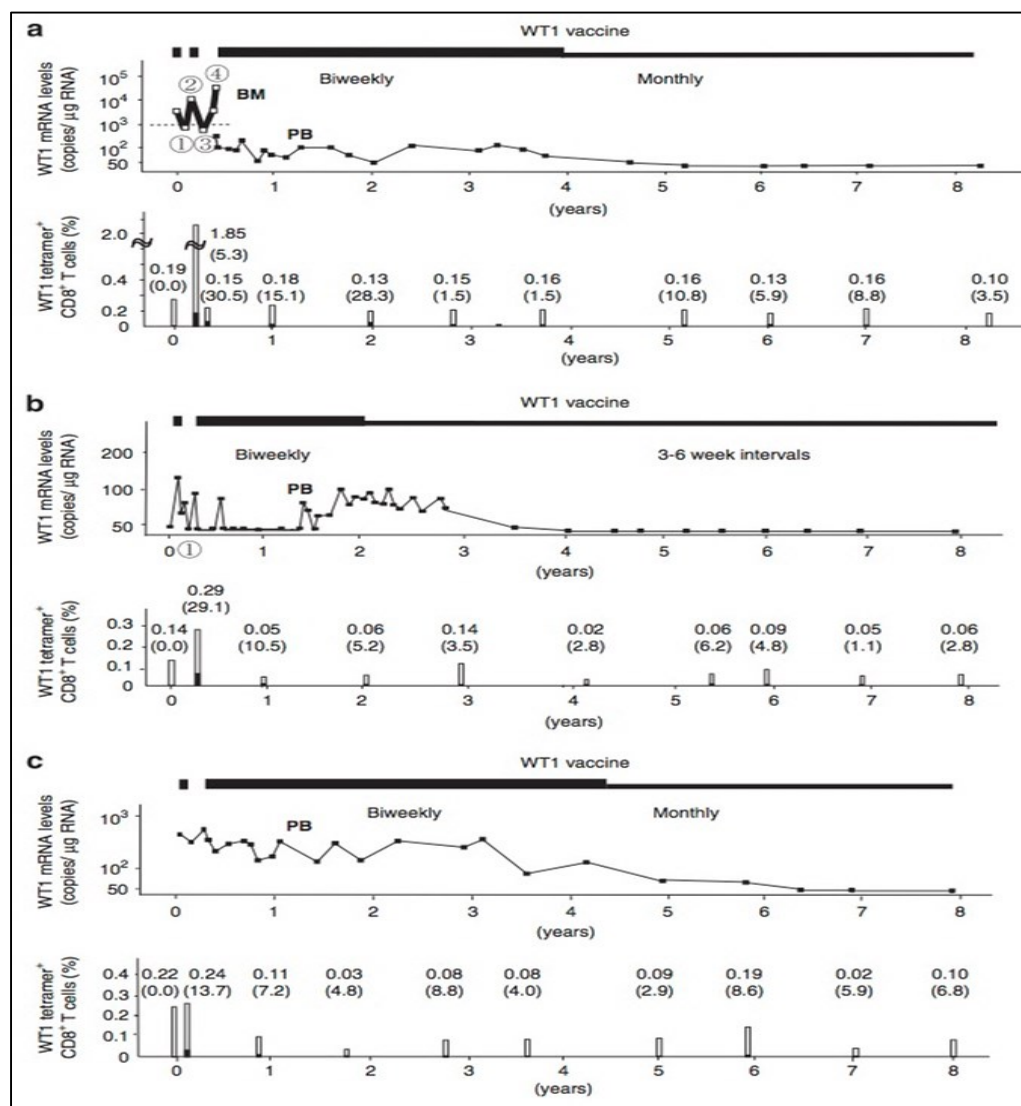 a
WT1 vaccine
WT1 mRNA levels
(copies/ µg RNA)
10⁵
10⁴
10³
10²
50
② ④
BM
① ③
Biweekly Monthly
PB
0 1 2 3 4 5 6 7 8
(years)
WT1 tetramer⁺
CD8⁺ T cells (%)
2.0
0.4
0.2
0
0.19 1.85 0.15 0.18 0.13 0.15 0.16 0.16 0.13 0.16 0.10
(0.0) (5.3) (30.5) (15.1) (28.3) (1.5) (1.5) (10.8) (5.9) (8.8) (3.5)
0 1 2 3 4 5 6 7 8
(years)
b
WT1 vaccine
WT1 mRNA levels
(copies/ µg RNA)
200
100
50
Biweekly 3-6 week intervals
PB
0 ① 1 2 3 4 5 6 7 8
(years)
WT1 tetramer⁺
CD8⁺ T cells (%)
0.3
0.2
0.1
0
0.14 0.29 0.05 0.06 0.14 0.02 0.06 0.09 0.05 0.06
(0.0) (29.1) (10.5) (5.2) (3.5) (2.8) (6.2) (4.8) (1.1) (2.8)
0 1 2 3 4 5 6 7 8
(years)
c
WT1 vaccine
WT1 mRNA levels
(copies/ µg RNA)
10³
10²
50
PB Biweekly Monthly
0 1 2 3 4 5 6 7 8
(years)
WT1 tetramer⁺
CD8⁺ T cells (%)
0.4
0.3
0.2
0.1
0
0.22 0.24 0.11 0.03 0.08 0.08 0.09 0.19 0.02 0.10
(0.0) (13.7) (7.2) (4.8) (8.8) (4.0) (2.9) (8.6) (5.9) (6.8)
0 1 2 3 4 5 6 7 8
(years)